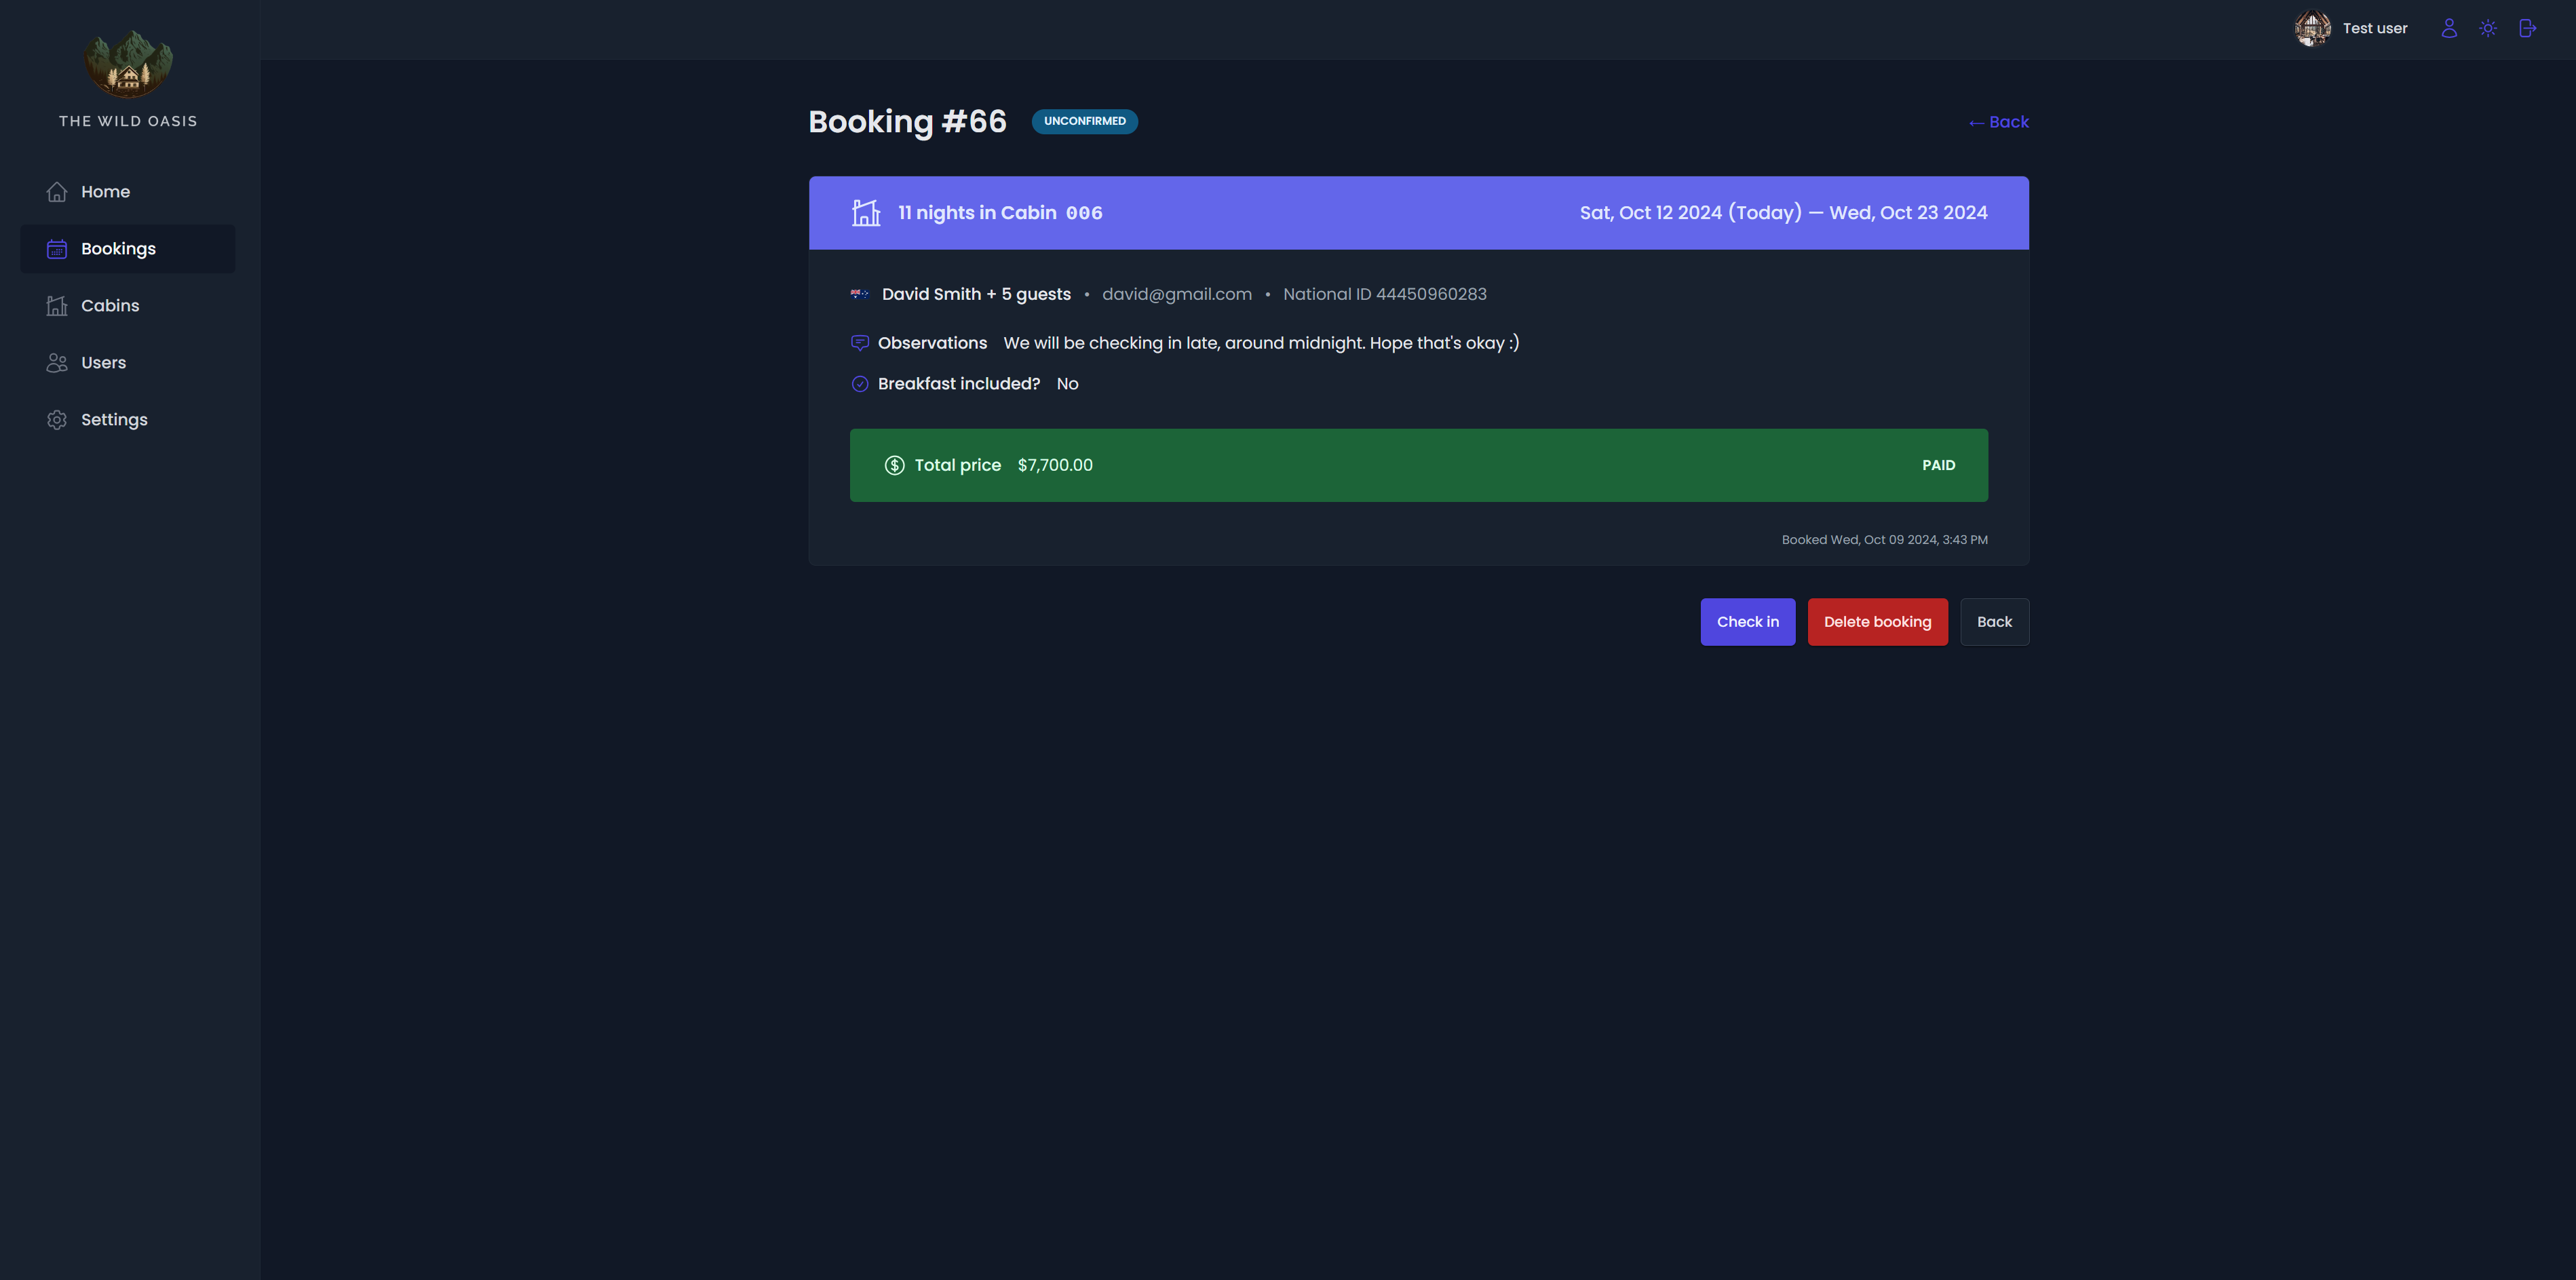 THE WILD OASIS
Home
Bookings
Cabins
Users
Settings
Test user
Booking #66 UNCONFIRMED ← Back
11 nights in Cabin 006 Sat, Oct 12 2024 (Today) — Wed, Oct 23 2024
David Smith + 5 guests • david@gmail.com • National ID 44450960283
Observations We will be checking in late, around midnight. Hope that's okay :)
Breakfast included? No
Total price $7,700.00 PAID
Booked Wed, Oct 09 2024, 3:43 PM
Check in Delete booking Back